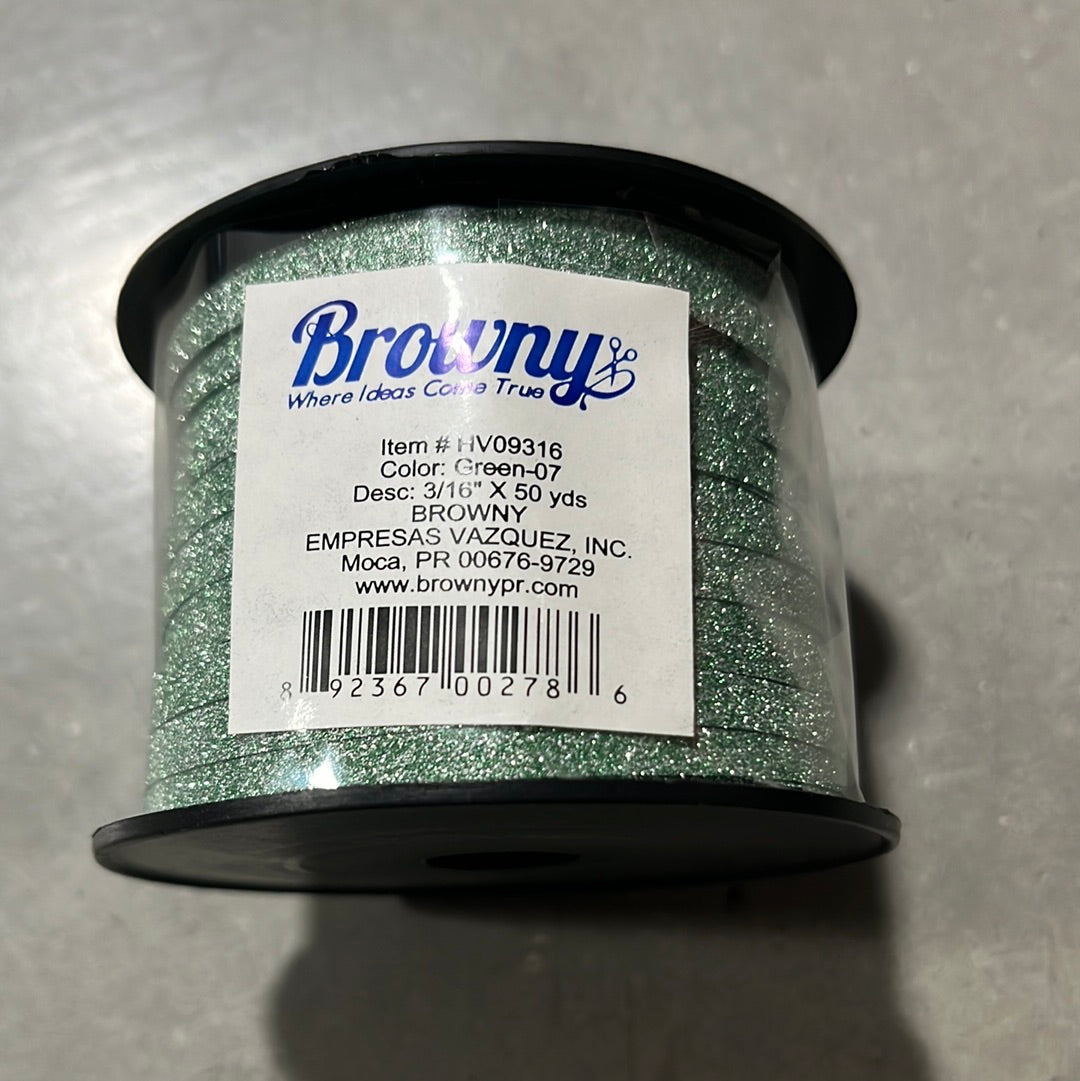 Browny
Where Ideas Come True
Item # HV09316
Color: Green-07
Desc: 3/16" X 50 yds
BROWNY
EMPRESAS VAZQUEZ, INC.
Moca, PR 00676-9729
www.brownypr.com
8 92367 00278 6